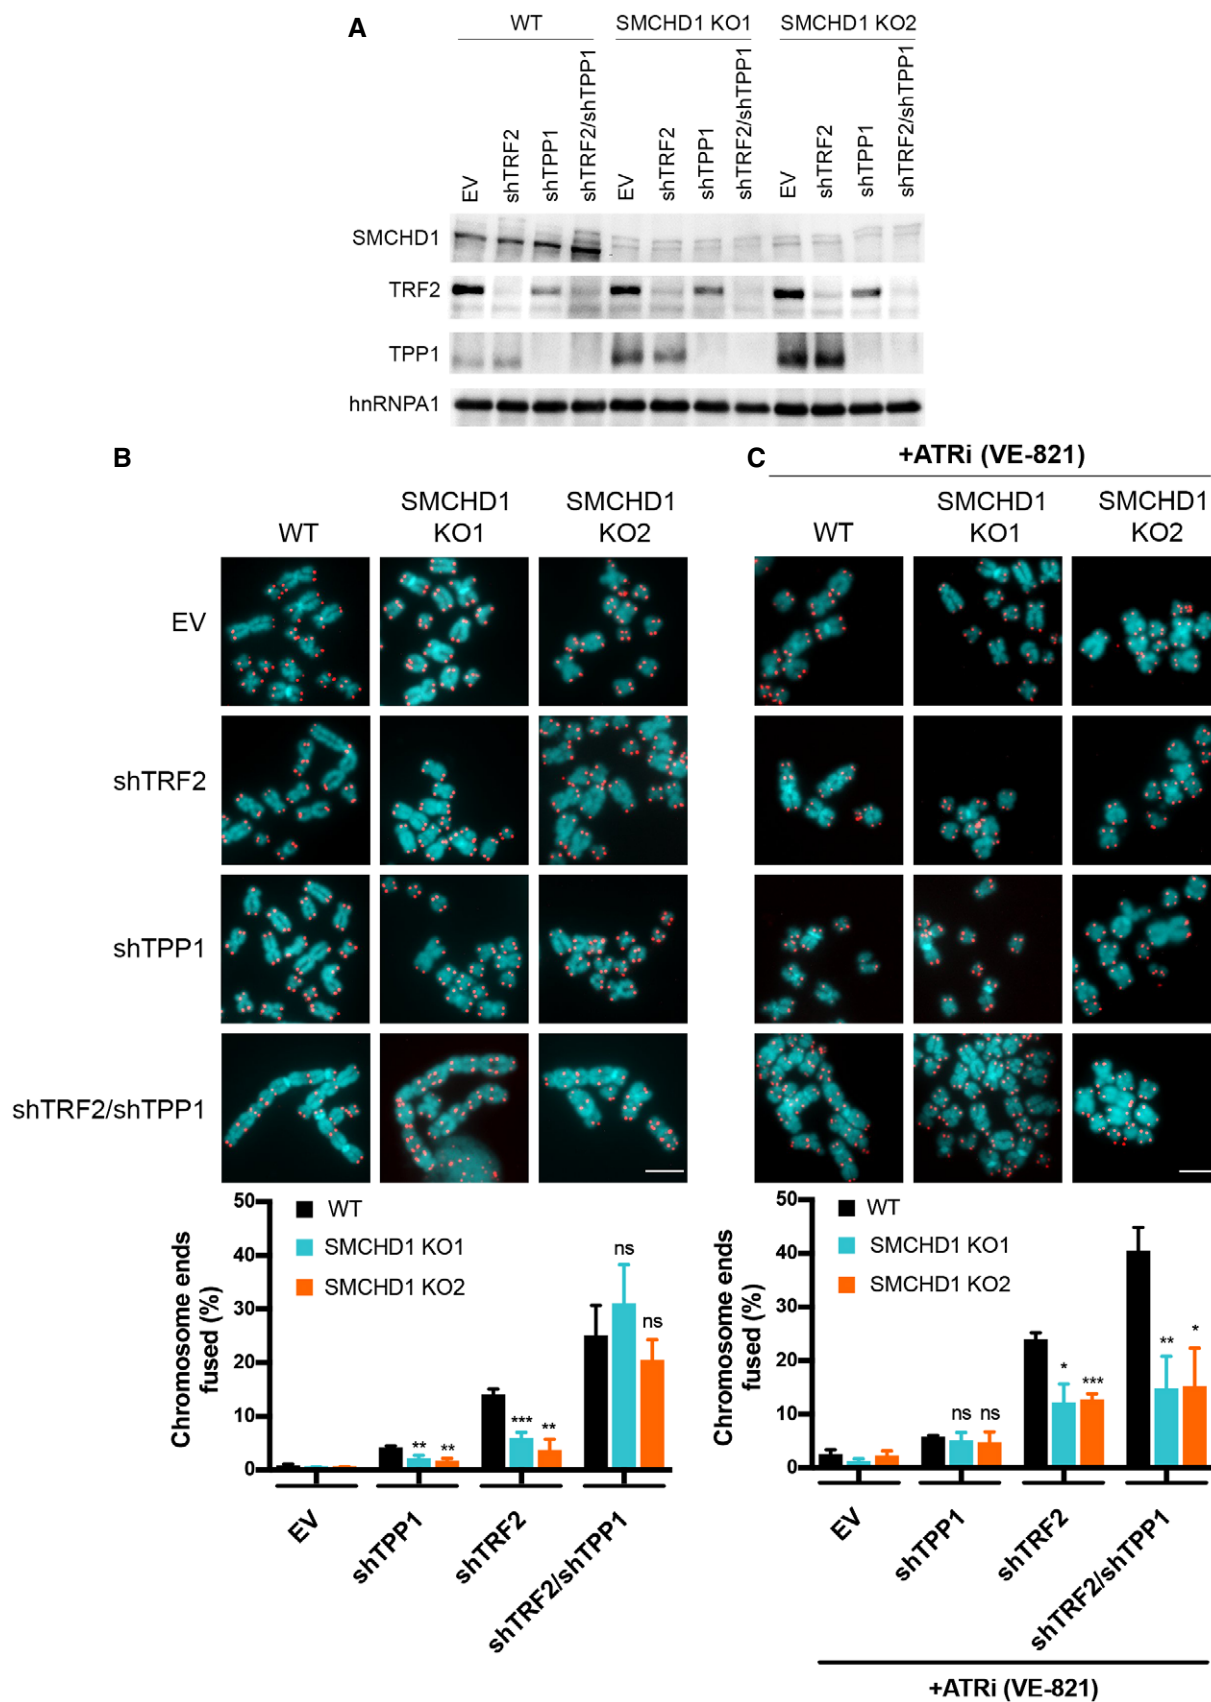 A
WT
SMCHD1 KO1
SMCHD1 KO2
EV
shTRF2
shTPP1
shTRF2/shTPP1
EV
shTRF2
shTPP1
shTRF2/shTPP1
EV
shTRF2
shTPP1
shTRF2/shTPP1
SMCHD1
TRF2
TPP1
hnRNPA1
B
WT
SMCHD1
KO1
SMCHD1
KO2
EV
shTRF2
shTPP1
shTRF2/shTPP1
Chromosome ends
fused (%)
50
40
30
20
10
0
WT
SMCHD1 KO1
SMCHD1 KO2
** **
*** **
ns
ns
EV
shTPP1
shTRF2
shTRF2/shTPP1
C
+ATRi (VE-821)
WT
SMCHD1
KO1
SMCHD1
KO2
Chromosome ends
fused (%)
50
40
30
20
10
0
WT
SMCHD1 KO1
SMCHD1 KO2
ns ns
* ***
** *
EV
shTPP1
shTRF2
shTRF2/shTPP1
+ATRi (VE-821)